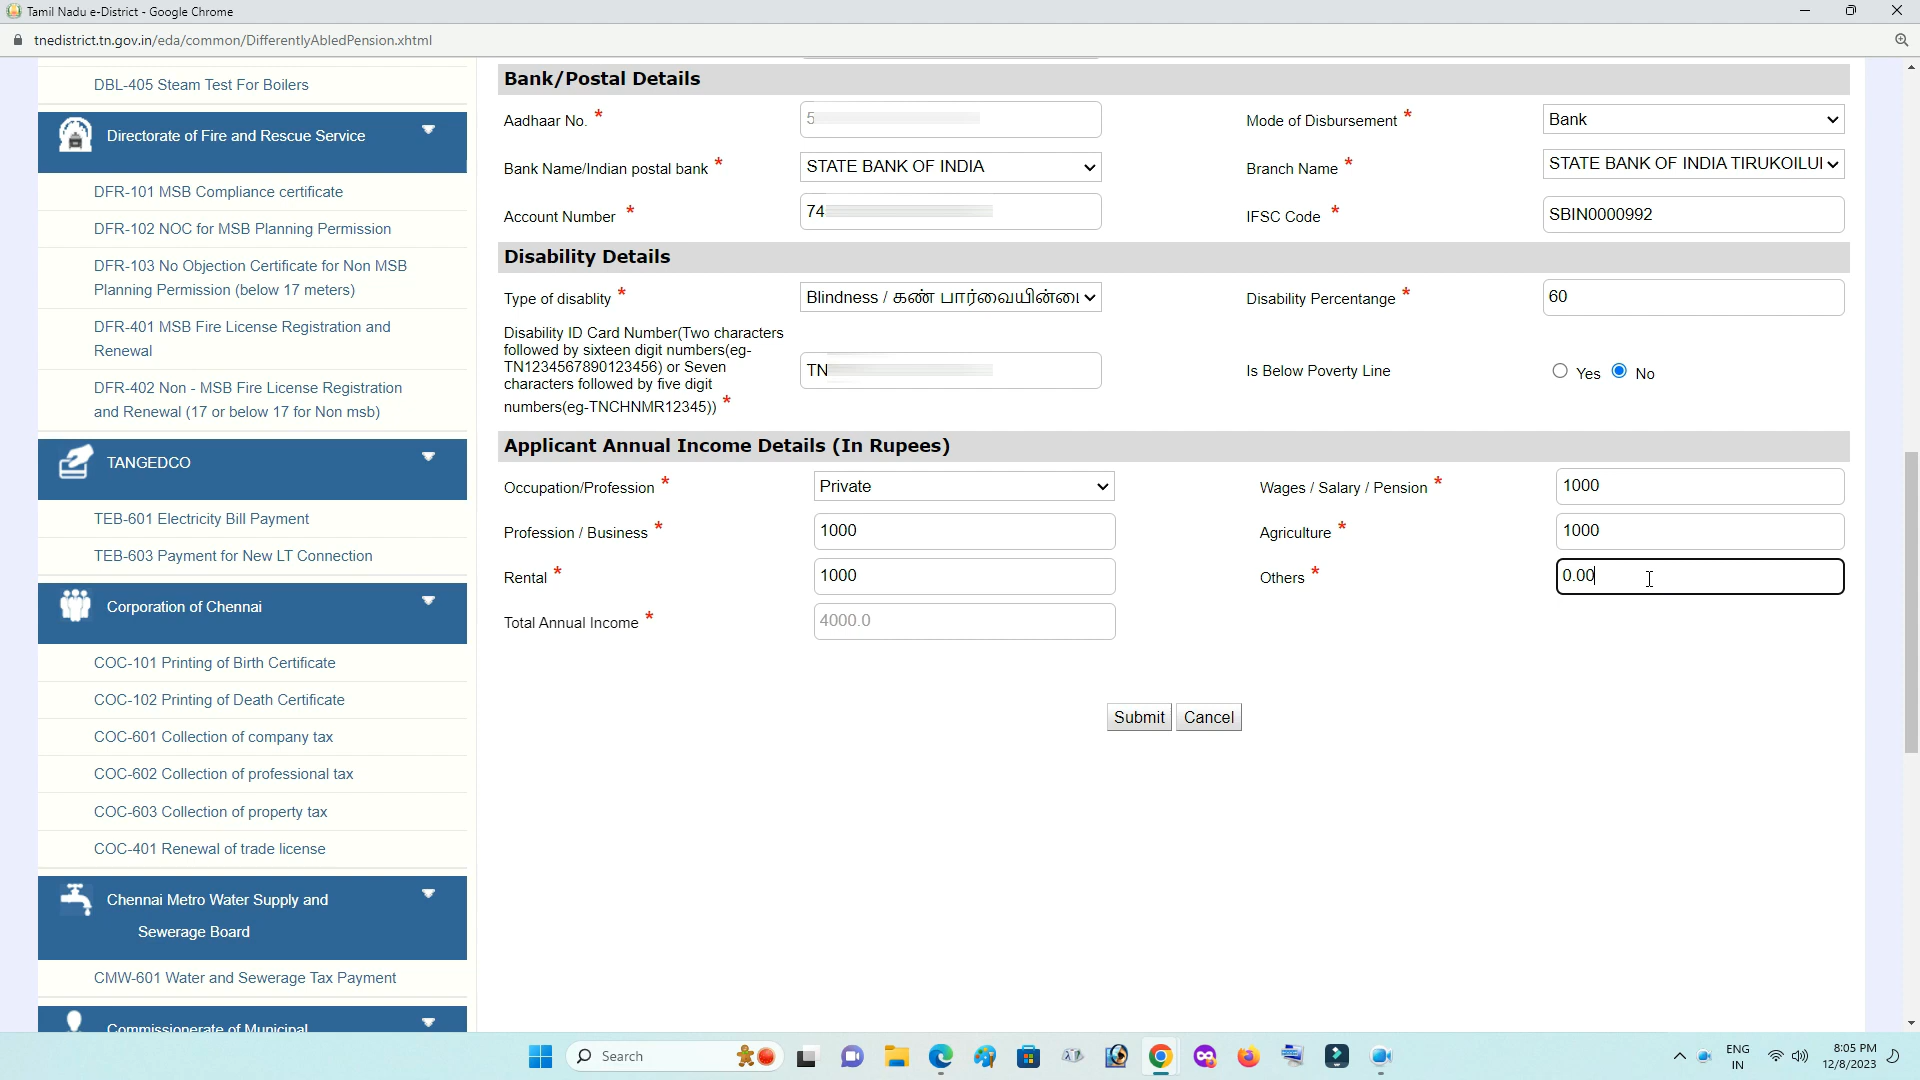 Tamil Nadu e-District - Google Chrome
tnedistrict.tn.gov.in/eda/common/DifferentlyAbledPension.xhtml
DBL-405 Steam Test For Boilers
Directorate of Fire and Rescue Service
DFR-101 MSB Compliance certificate
DFR-102 NOC for MSB Planning Permission
DFR-103 No Objection Certificate for Non MSB
Planning Permission (below 17 meters)
DFR-401 MSB Fire License Registration and
Renewal
DFR-402 Non - MSB Fire License Registration
and Renewal (17 or below 17 for Non msb)
TANGEDCO
TEB-601 Electricity Bill Payment
TEB-603 Payment for New LT Connection
Corporation of Chennai
COC-101 Printing of Birth Certificate
COC-102 Printing of Death Certificate
COC-601 Collection of company tax
COC-602 Collection of professional tax
COC-603 Collection of property tax
COC-401 Renewal of trade license
Chennai Metro Water Supply and
Sewerage Board
CMW-601 Water and Sewerage Tax Payment
Commissionerate of Municipal
Bank/Postal Details
Aadhaar No. * 5 Mode of Disbursement * Bank
Bank Name/Indian postal bank * STATE BANK OF INDIA Branch Name * STATE BANK OF INDIA TIRUKOILUI
Account Number * 74 IFSC Code * SBIN0000992
Disability Details
Type of disablity * Blindness / கண் பார்வையின்மை Disability Percentange * 60
Disability ID Card Number(Two characters
followed by sixteen digit numbers(eg-
TN1234567890123456) or Seven
characters followed by five digit
numbers(eg-TNCHNMR12345)) *
TN Is Below Poverty Line Yes No
Applicant Annual Income Details (In Rupees)
Occupation/Profession * Private Wages / Salary / Pension * 1000
Profession / Business * 1000 Agriculture * 1000
Rental * 1000 Others * 0.00
Total Annual Income * 4000.0
Submit Cancel
Search
ENG
IN
8:05 PM
12/8/2023